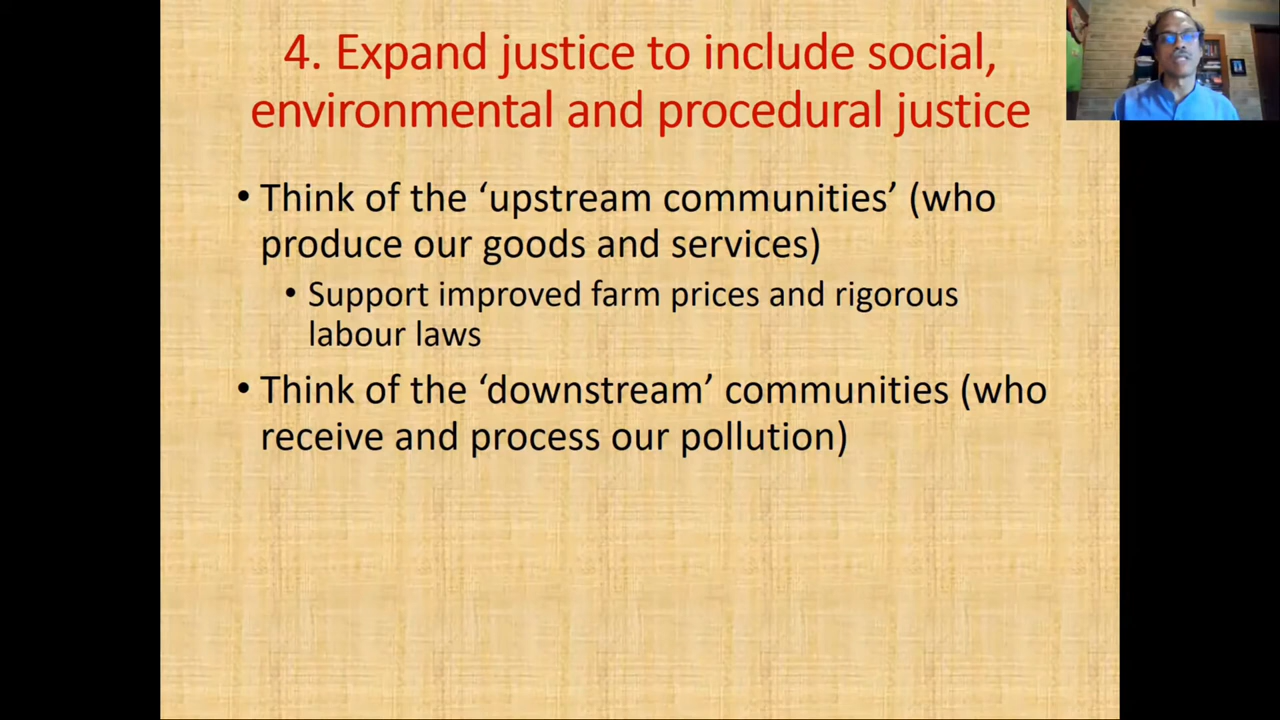 4. Expand justice to include social,
environmental and procedural justice
• Think of the ‘upstream communities’ (who
produce our goods and services)
• Support improved farm prices and rigorous
labour laws
• Think of the ‘downstream’ communities (who
receive and process our pollution)